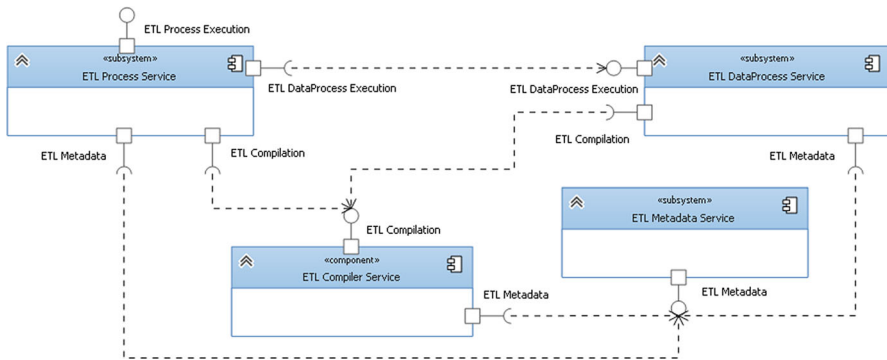 ETL Process Execution
«subsystem»
ETL Process Service
ETL DataProcess Execution
ETL DataProcess Execution
«subsystem»
ETL DataProcess Service
ETL Metadata
ETL Compilation
ETL Compilation
ETL Metadata
«subsystem»
ETL Metadata Service
ETL Compilation
«component»
ETL Compiler Service
ETL Metadata
ETL Metadata